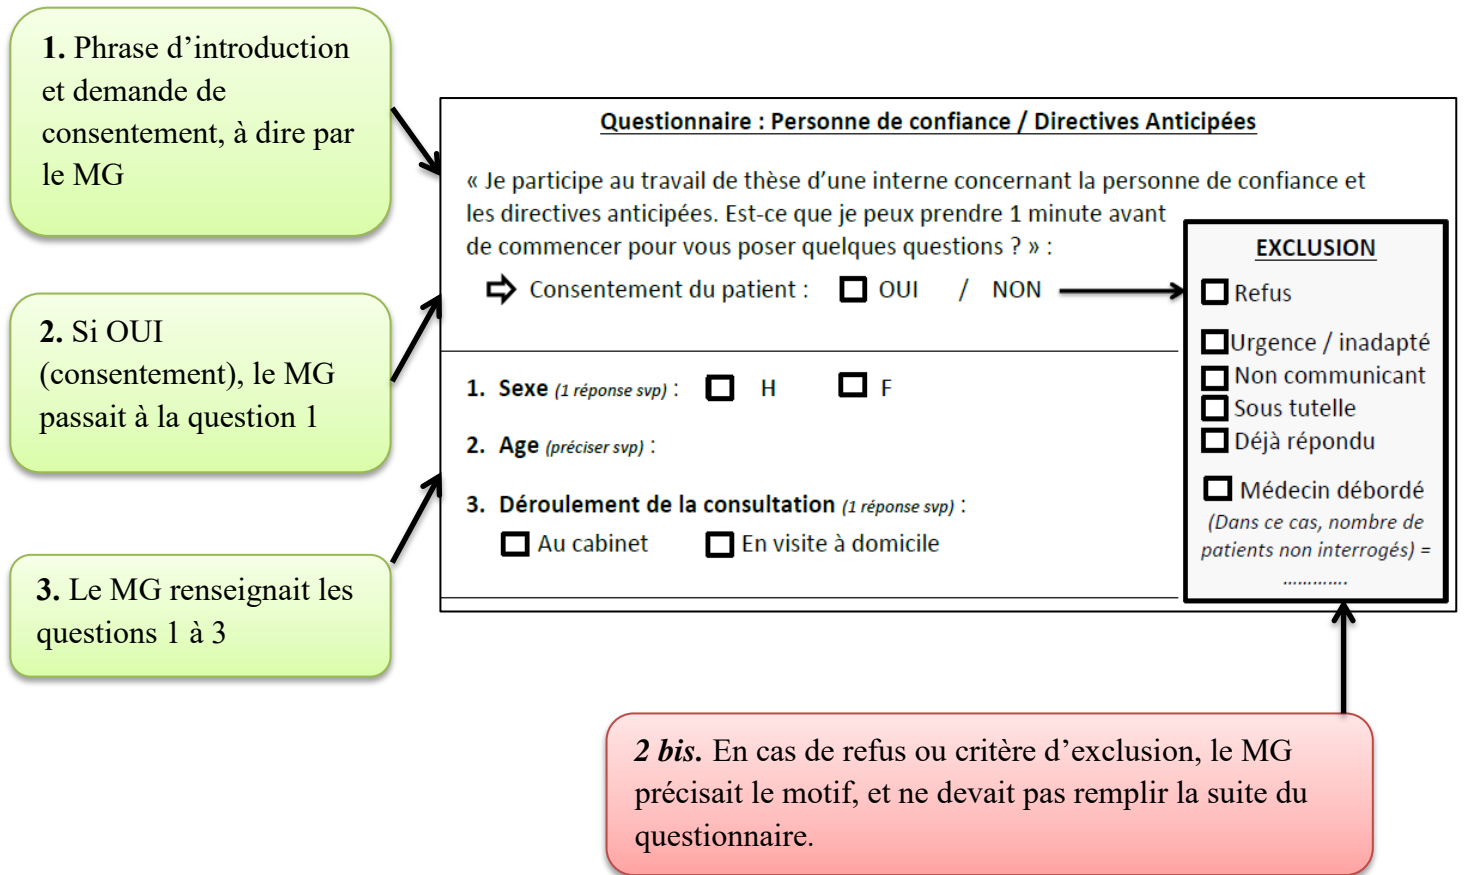 1. Phrase d’introduction
et demande de
consentement, à dire par
le MG
2. Si OUI
(consentement), le MG
passait à la question 1
3. Le MG renseignait les
questions 1 à 3
Questionnaire : Personne de confiance / Directives Anticipées
« Je participe au travail de thèse d’une interne concernant la personne de confiance et
les directives anticipées. Est-ce que je peux prendre 1 minute avant
de commencer pour vous poser quelques questions ? » :
Consentement du patient : OUI / NON
1. Sexe (1 réponse svp) : H F
2. Age (préciser svp) :
3. Déroulement de la consultation (1 réponse svp) :
Au cabinet En visite à domicile
EXCLUSION
Refus
Urgence / inadapté
Non communicant
Sous tutelle
Déjà répondu
Médecin débordé
(Dans ce cas, nombre de
patients non interrogés) =
.............
2 bis. En cas de refus ou critère d’exclusion, le MG
précisait le motif, et ne devait pas remplir la suite du
questionnaire.